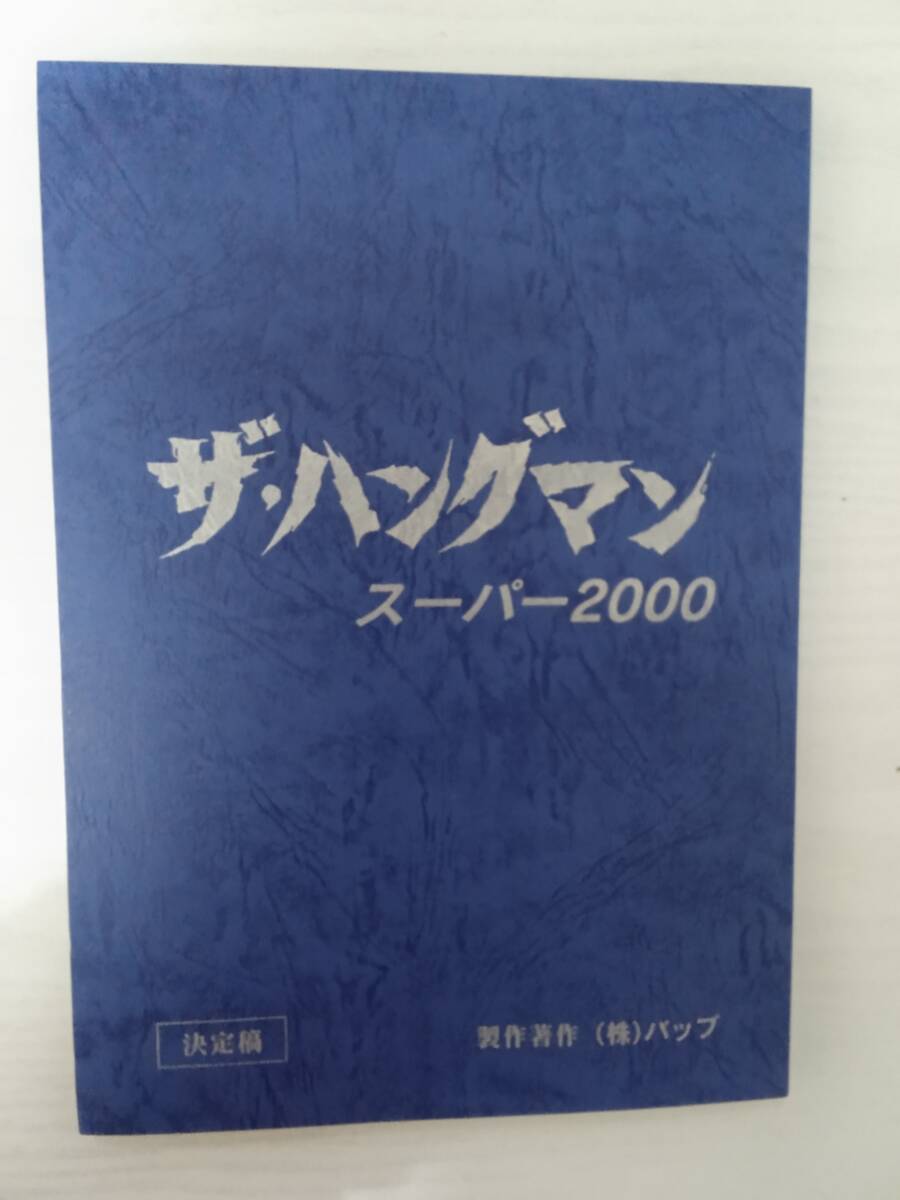 ザ・ハングマン
スーパー2000
決定稿
製作著作 (株)バップ